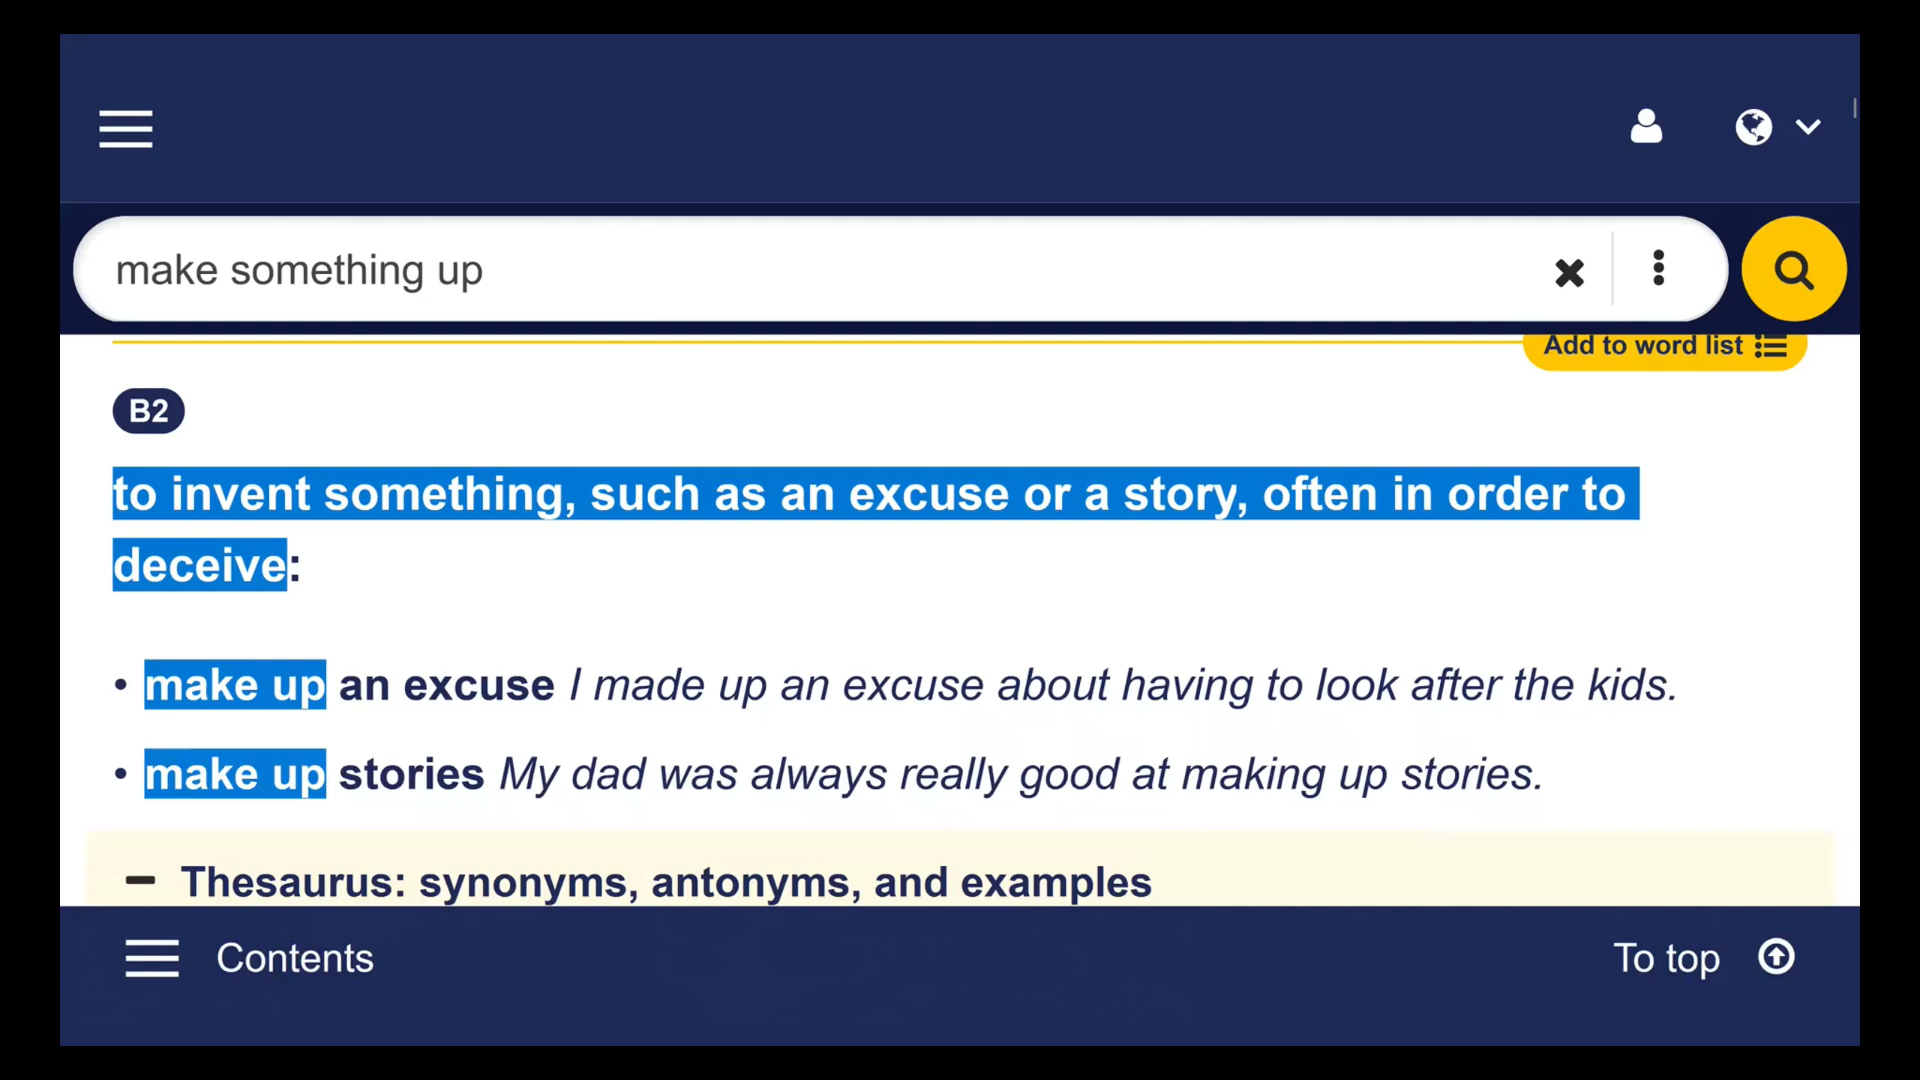 make something up
Add to word list
B2
to invent something, such as an excuse or a story, often in order to
deceive:
• make up an excuse I made up an excuse about having to look after the kids.
• make up stories My dad was always really good at making up stories.
Thesaurus: synonyms, antonyms, and examples
Contents
To top